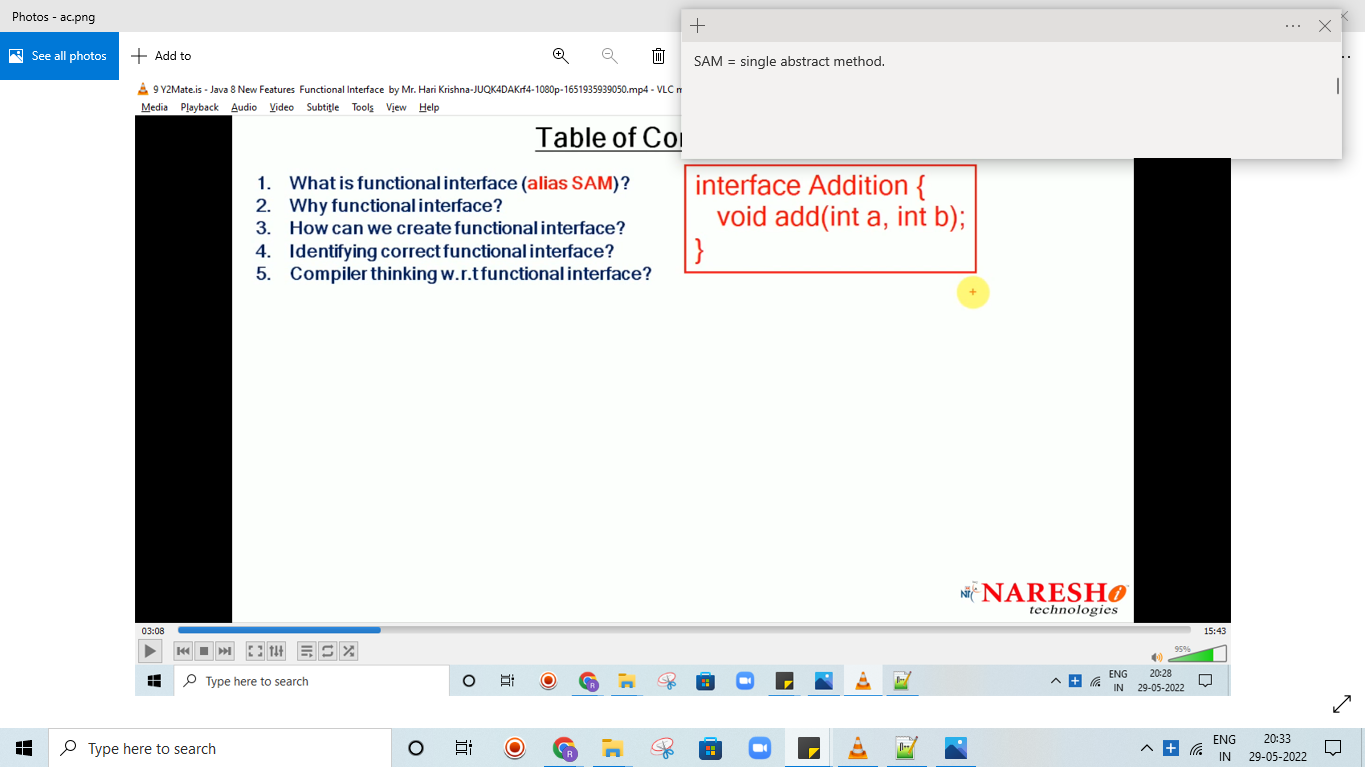 Photos - ac.png
See all photos
Add to
SAM = single abstract method.
9 Y2Mate.is - Java 8 New Features Functional Interface by Mr. Hari Krishna-JUQK4DAKrf4-1080p-1651935939050.mp4 - VLC m
Media Playback Audio Video Subtitle Tools View Help
Table of Co
1. What is functional interface (alias SAM)?
2. Why functional interface?
3. How can we create functional interface?
4. Identifying correct functional interface?
5. Compiler thinking w.r.t functional interface?
interface Addition {
void add(int a, int b);
}
NARESH i
technologies
03:08
15:43
95%
Type here to search
ENG
IN
20:28
29-05-2022
Type here to search
ENG
IN
20:33
29-05-2022